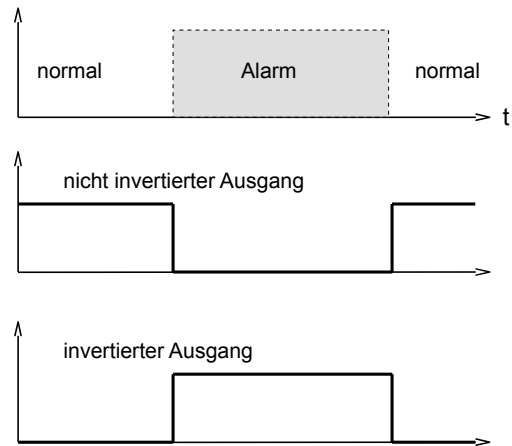 normal Alarm normal
t
nicht invertierter Ausgang
invertierter Ausgang